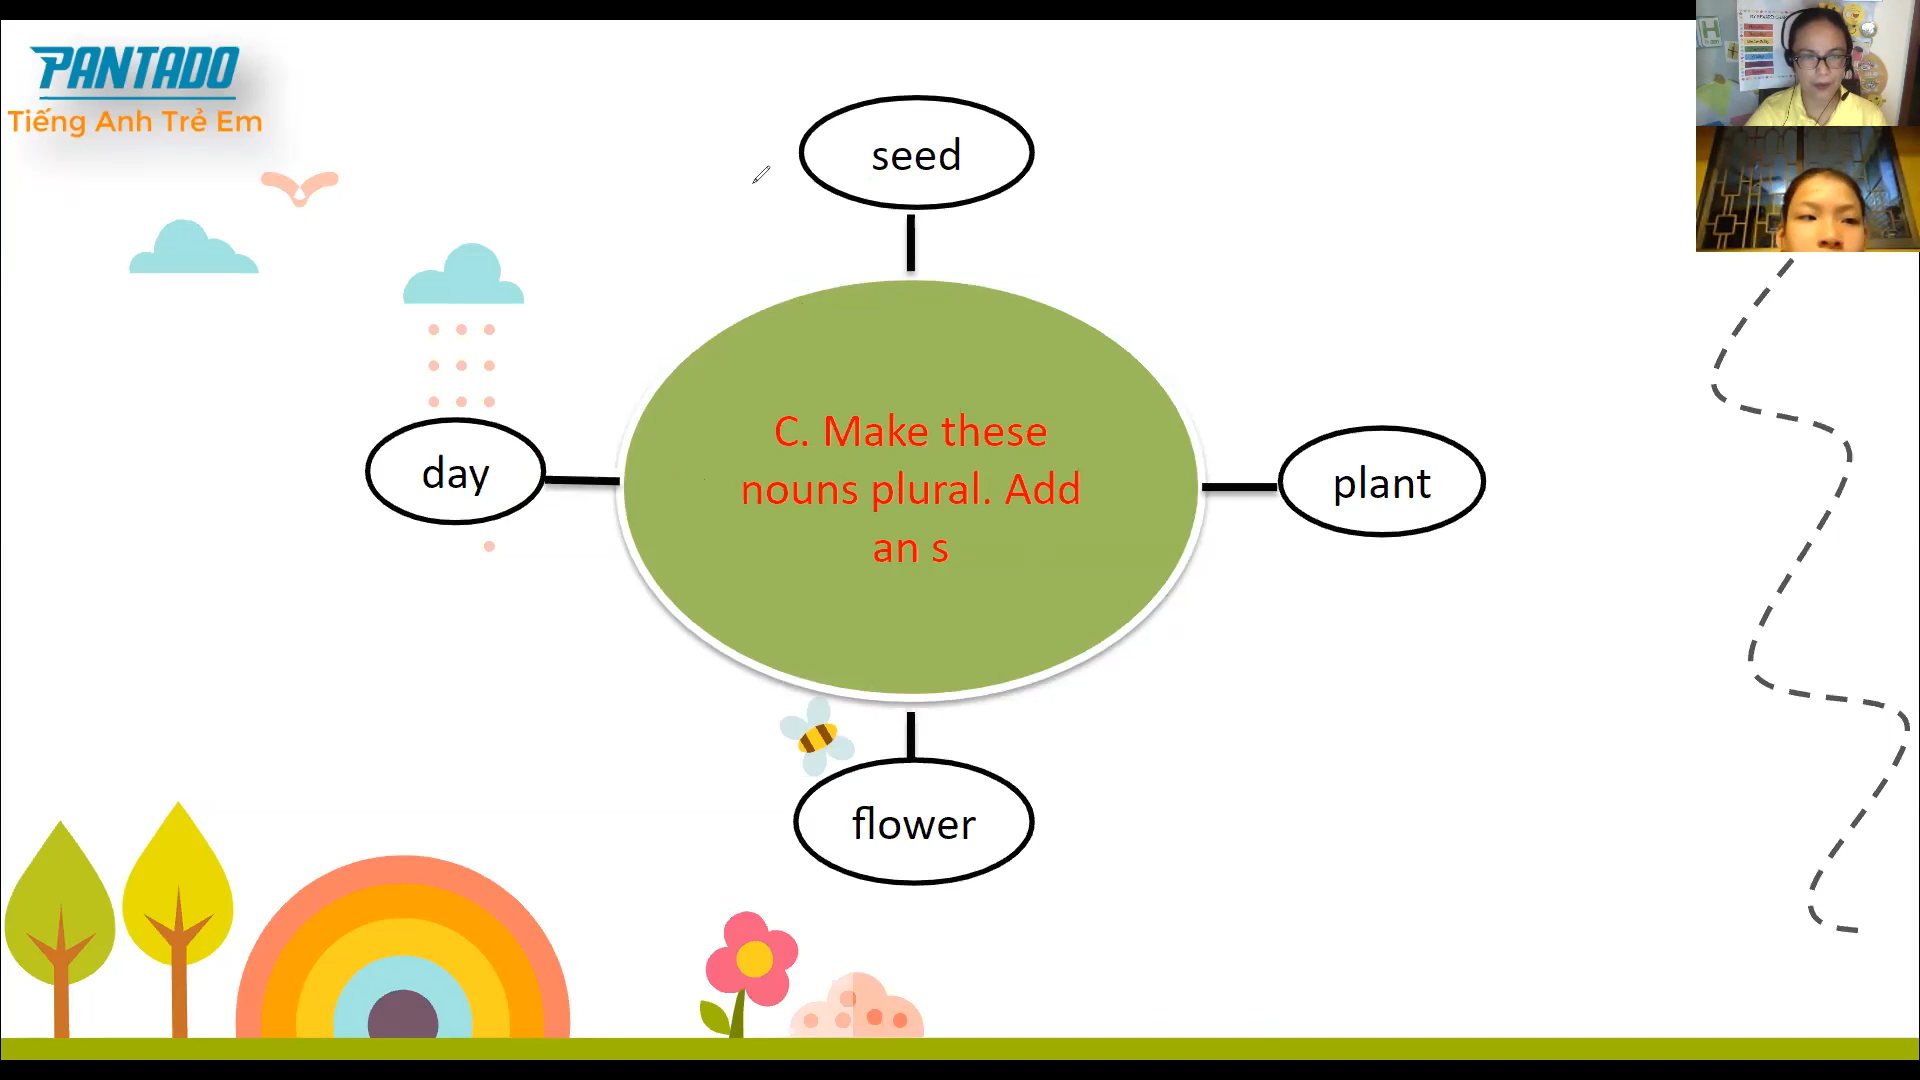 PANTADO
Tiếng Anh Trẻ Em
seed
C. Make these
nouns plural. Add
an s
day
plant
flower